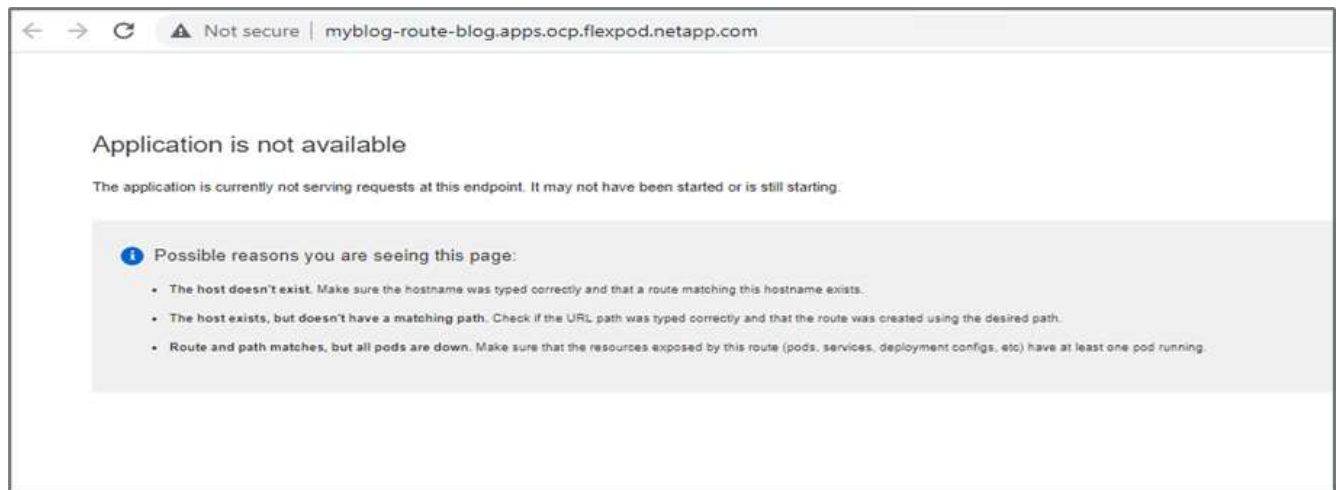 Not secure | myblog-route-blog.apps.ocp.flexpod.netapp.com
Application is not available
The application is currently not serving requests at this endpoint. It may not have been started or is still starting.
Possible reasons you are seeing this page:
• The host doesn't exist. Make sure the hostname was typed correctly and that a route matching this hostname exists.
• The host exists, but doesn't have a matching path. Check if the URL path was typed correctly and that the route was created using the desired path.
• Route and path matches, but all pods are down. Make sure that the resources exposed by this route (pods, services, deployment configs, etc) have at least one pod running.